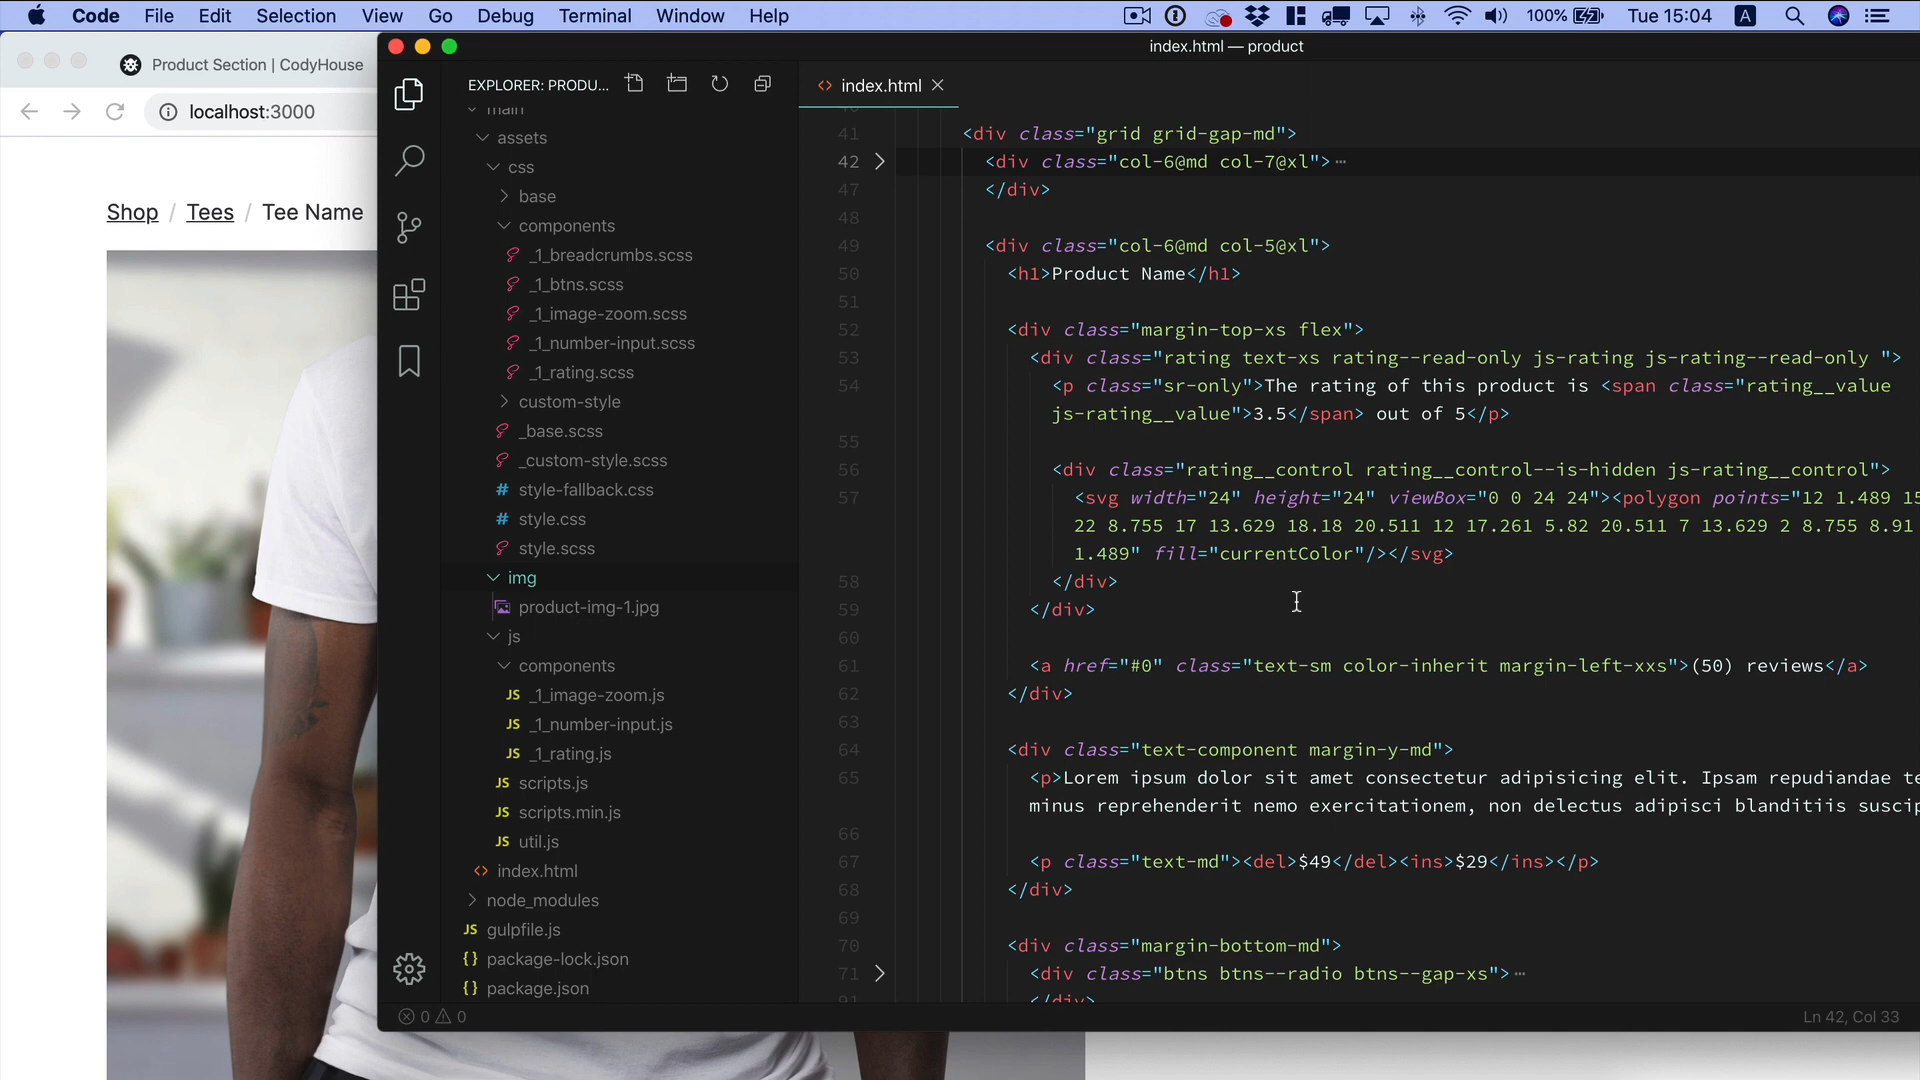 Code File Edit Selection View Go Debug Terminal Window Help
100% Tue 15:04 A
index.html — product
Product Section | CodyHouse
localhost:3000
Shop / Tees / Tee Name
EXPLORER: PRODU...
main
assets
css
base
components
_1_breadcrumbs.scss
_1_btns.scss
_1_image-zoom.scss
_1_number-input.scss
_1_rating.scss
custom-style
_base.scss
_custom-style.scss
# style-fallback.css
# style.css
style.scss
img
product-img-1.jpg
js
components
JS _1_image-zoom.js
JS _1_number-input.js
JS _1_rating.js
JS scripts.js
JS scripts.min.js
JS util.js
<> index.html
node_modules
JS gulpfile.js
{} package-lock.json
{} package.json
<> index.html
41 <div class="grid grid-gap-md">
42 <div class="col-6@md col-7@xl"> ⋯
47 </div>
48
49 <div class="col-6@md col-5@xl">
50 <h1>Product Name</h1>
51
52 <div class="margin-top-xs flex">
53 <div class="rating text-xs rating--read-only js-rating js-rating--read-only ">
54 <p class="sr-only">The rating of this product is <span class="rating__value
js-rating__value">3.5</span> out of 5</p>
55
56 <div class="rating__control rating__control--is-hidden js-rating__control">
57 <svg width="24" height="24" viewBox="0 0 24 24"><polygon points="12 1.489 15
22 8.755 17 13.629 18.18 20.511 12 17.261 5.82 20.511 7 13.629 2 8.755 8.91
1.489" fill="currentColor"/></svg>
58 </div>
59 </div>
60
61 <a href="#0" class="text-sm color-inherit margin-left-xxs">(50) reviews</a>
62 </div>
63
64 <div class="text-component margin-y-md">
65 <p>Lorem ipsum dolor sit amet consectetur adipisicing elit. Ipsam repudiandae te
minus reprehenderit nemo exercitationem, non delectus adipisci blanditiis suscip
66
67 <p class="text-md"><del>$49</del><ins>$29</ins></p>
68 </div>
69
70 <div class="margin-bottom-md">
71 <div class="btns btns--radio btns--gap-xs"> ⋯
91 </div>
0 0
Ln 42, Col 33